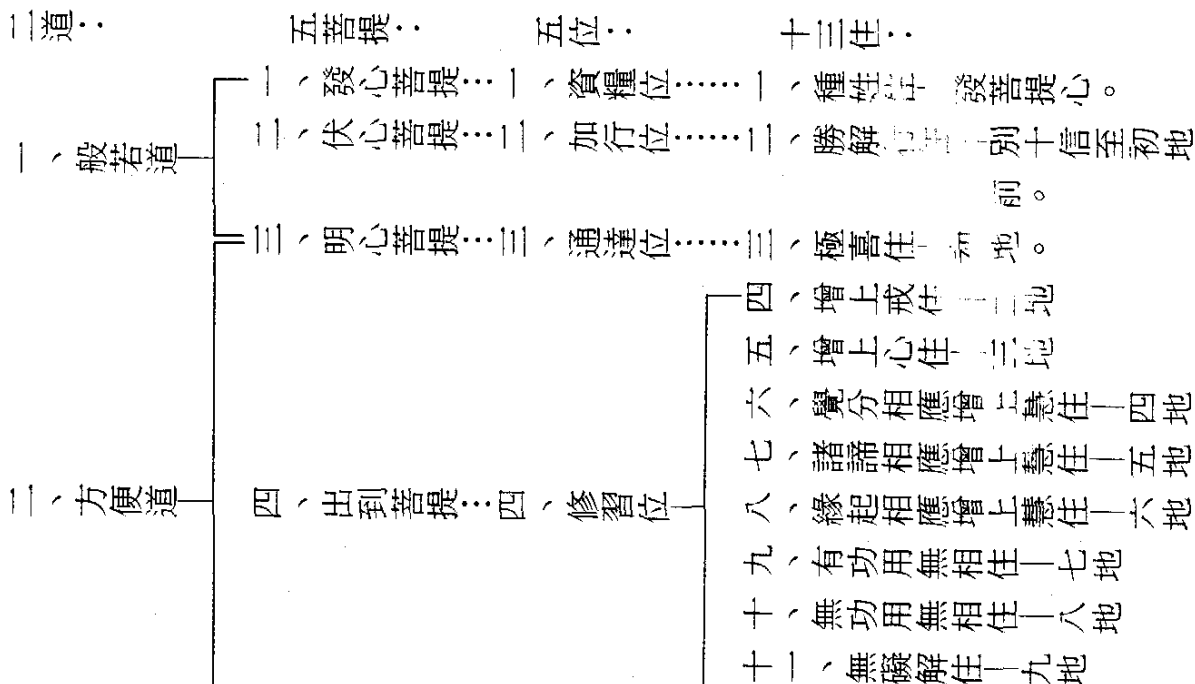 二道： 五菩提： 五位： 十三住：
一、般若道
一、發心菩提…一、資糧位……一、種姓 發菩提心。
二、伏心菩提…二、加行位……二、勝解 別十信至初地
前。
三、明心菩提…三、通達位……三、極喜住—初地。
二、方便道
四、出到菩提…四、修習位
四、增上戒住—二地
五、增上心住—三地
六、覺分相應增上慧住—四地
七、諸諦相應增上慧住—五地
八、緣起相應增上慧住—六地
九、有功用無相住—七地
十、無功用無相住—八地
十一、無礙解住—九地